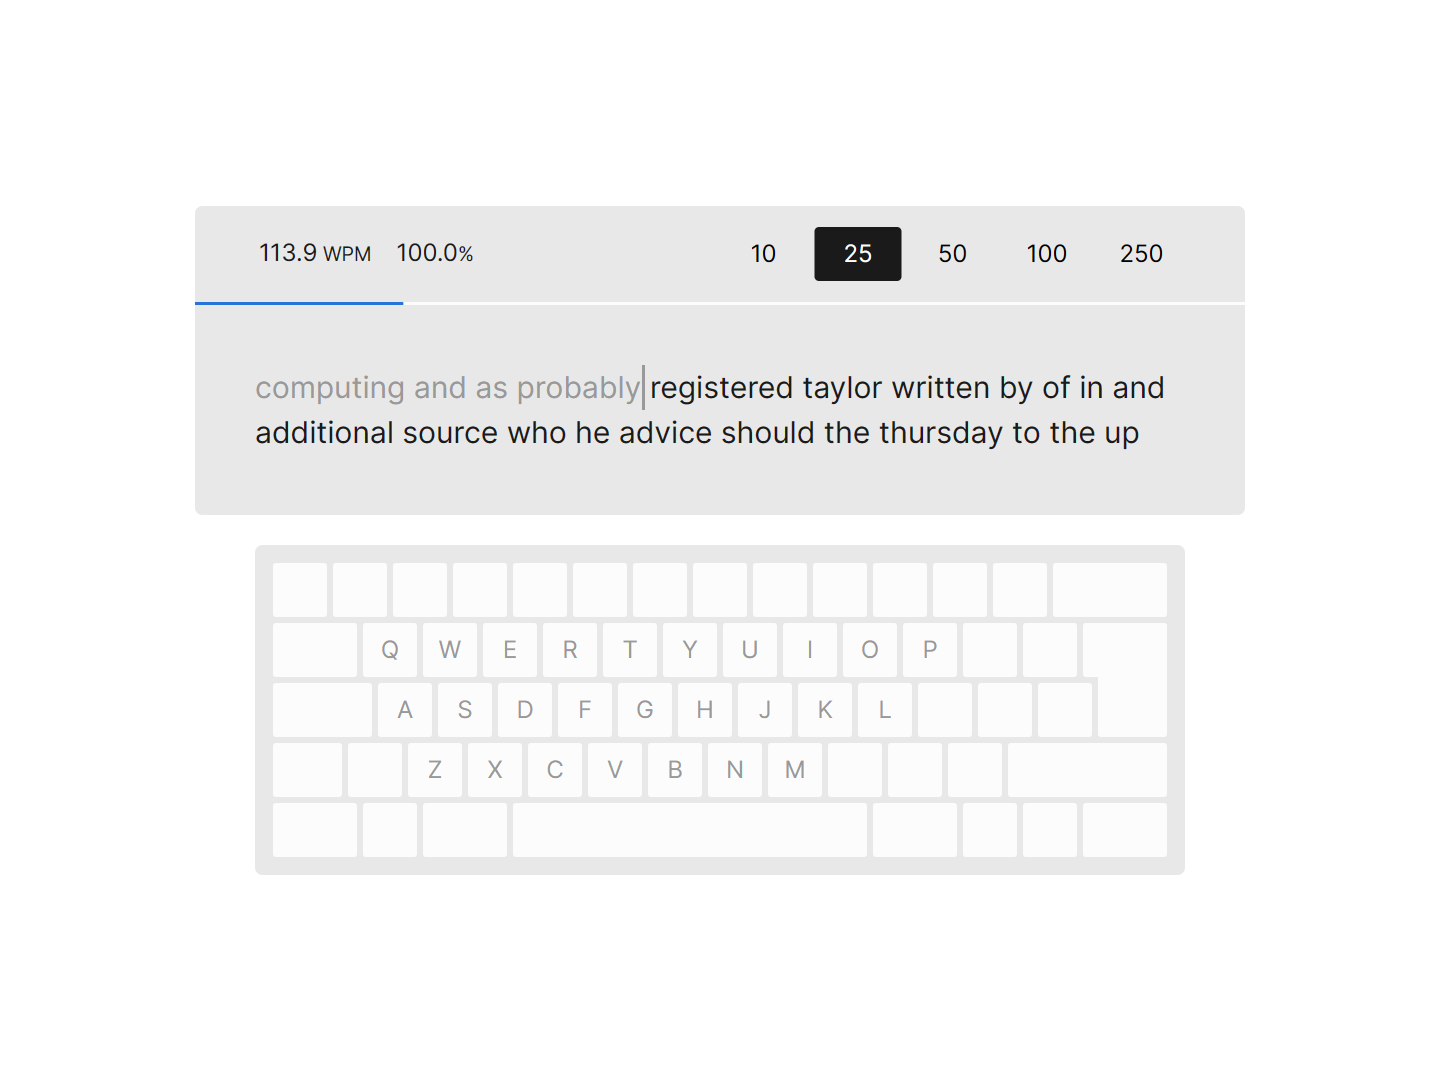 113.9 WPM 100.0% 10 25 50 100 250
computing and as probably registered taylor written by of in and
additional source who he advice should the thursday to the up
Q W E R T Y U I O P
A S D F G H J K L
Z X C V B N M